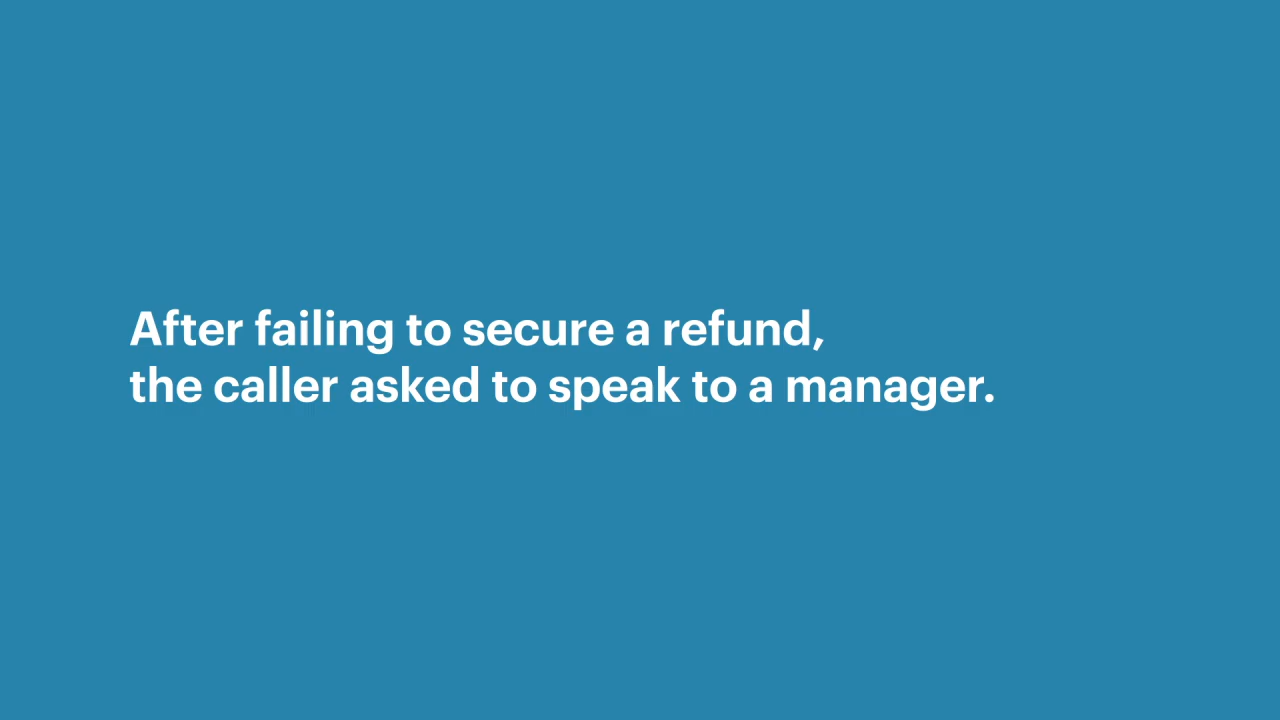 After failing to secure a refund,
the caller asked to speak to a manager.